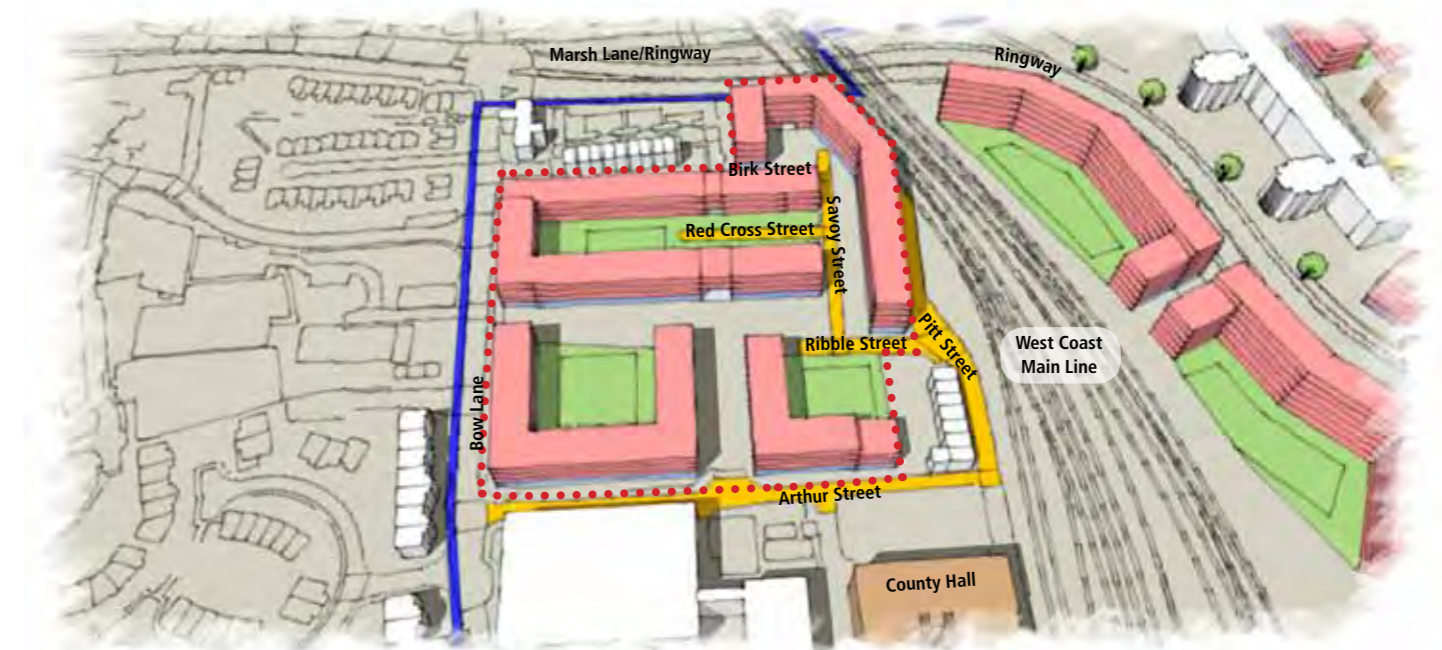 Marsh Lane/Ringway
Ringway
Birk Street
Savoy Street
Red Cross Street
Pitt Street
Ribble Street
West Coast
Main Line
Bow Lane
Arthur Street
County Hall